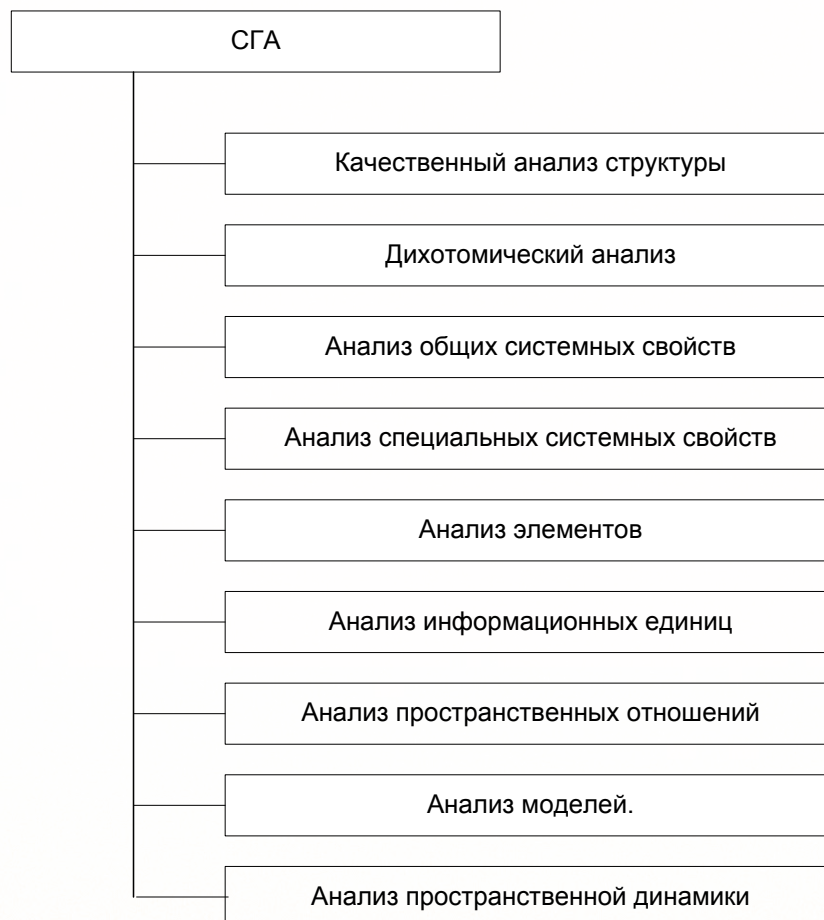 СГА
Качественный анализ структуры
Дихотомический анализ
Анализ общих системных свойств
Анализ специальных системных свойств
Анализ элементов
Анализ информационных единиц
Анализ пространственных отношений
Анализ моделей.
Анализ пространственной динамики